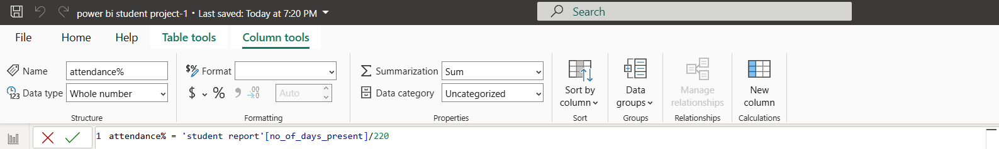 power bi student project-1 • Last saved: Today at 7:20 PM
Search
File Home Help Table tools Column tools
Name attendance%
Data type Whole number
Structure
$% Format
$ % .00 →.0 Auto
Formatting
Summarization Sum
Data category Uncategorized
Properties
Sort by
column
Sort
Data
groups
Groups
Manage
relationships
Relationships
New
column
Calculations
1 attendance% = 'student report'[no_of_days_present]/220